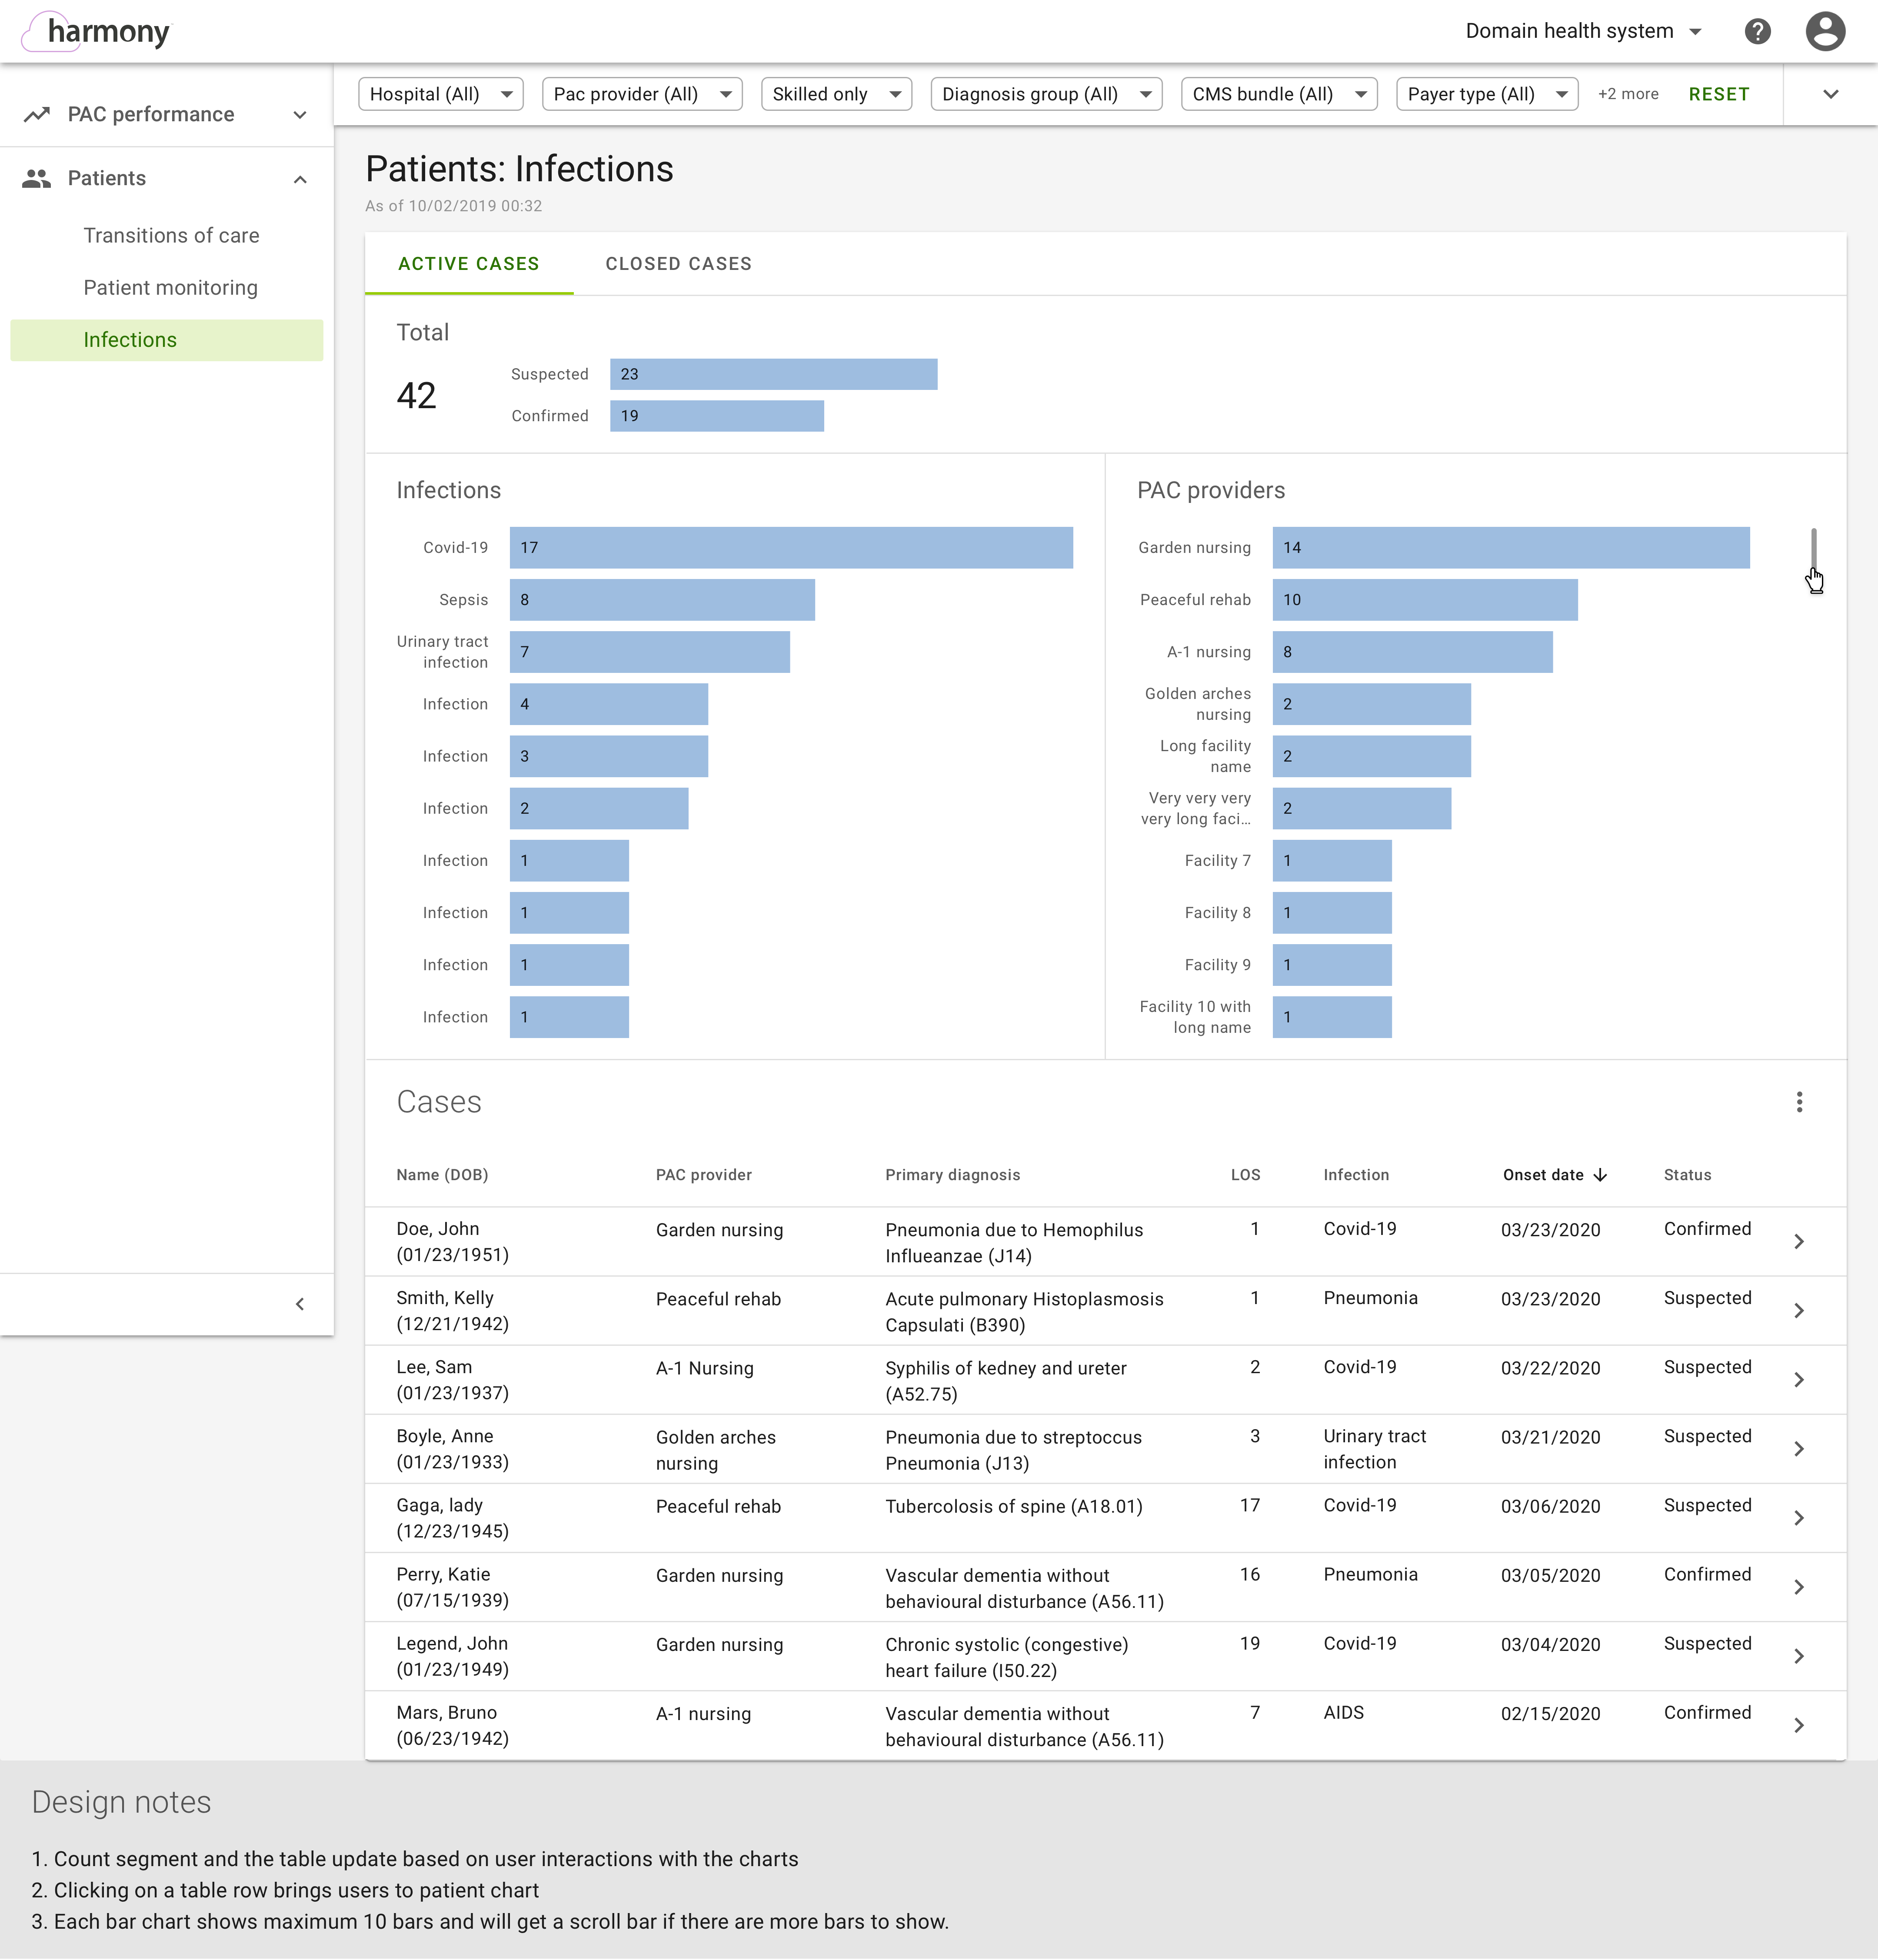 harmony
Domain health system
PAC performance
Patients
Transitions of care
Patient monitoring
Infections
Hospital (All)
Pac provider (All)
Skilled only
Diagnosis group (All)
CMS bundle (All)
Payer type (All)
+2 more
RESET
Patients: Infections
As of 10/02/2019 00:32
ACTIVE CASES
CLOSED CASES
Total
42
Suspected 23
Confirmed 19
Infections
Covid-19 17
Sepsis 8
Urinary tract
infection 7
Infection 4
Infection 3
Infection 2
Infection 1
Infection 1
Infection 1
Infection 1
PAC providers
Garden nursing 14
Peaceful rehab 10
A-1 nursing 8
Golden arches
nursing 2
Long facility
name 2
Very very very
very long faci... 2
Facility 7 1
Facility 8 1
Facility 9 1
Facility 10 with
long name 1
Cases
Name (DOB) PAC provider Primary diagnosis LOS Infection Onset date Status
Doe, John Garden nursing Pneumonia due to Hemophilus 1 Covid-19 03/23/2020 Confirmed
(01/23/1951) Influeanzae (J14)
Smith, Kelly Peaceful rehab Acute pulmonary Histoplasmosis 1 Pneumonia 03/23/2020 Suspected
(12/21/1942) Capsulati (B390)
Lee, Sam A-1 Nursing Syphilis of kedney and ureter 2 Covid-19 03/22/2020 Suspected
(01/23/1937) (A52.75)
Boyle, Anne Golden arches Pneumonia due to streptoccus 3 Urinary tract 03/21/2020 Suspected
(01/23/1933) nursing Pneumonia (J13) infection
Gaga, lady Peaceful rehab Tubercolosis of spine (A18.01) 17 Covid-19 03/06/2020 Suspected
(12/23/1945)
Perry, Katie Garden nursing Vascular dementia without 16 Pneumonia 03/05/2020 Confirmed
(07/15/1939) behavioural disturbance (A56.11)
Legend, John Garden nursing Chronic systolic (congestive) 19 Covid-19 03/04/2020 Suspected
(01/23/1949) heart failure (I50.22)
Mars, Bruno A-1 nursing Vascular dementia without 7 AIDS 02/15/2020 Confirmed
(06/23/1942) behavioural disturbance (A56.11)
Design notes
1. Count segment and the table update based on user interactions with the charts
2. Clicking on a table row brings users to patient chart
3. Each bar chart shows maximum 10 bars and will get a scroll bar if there are more bars to show.